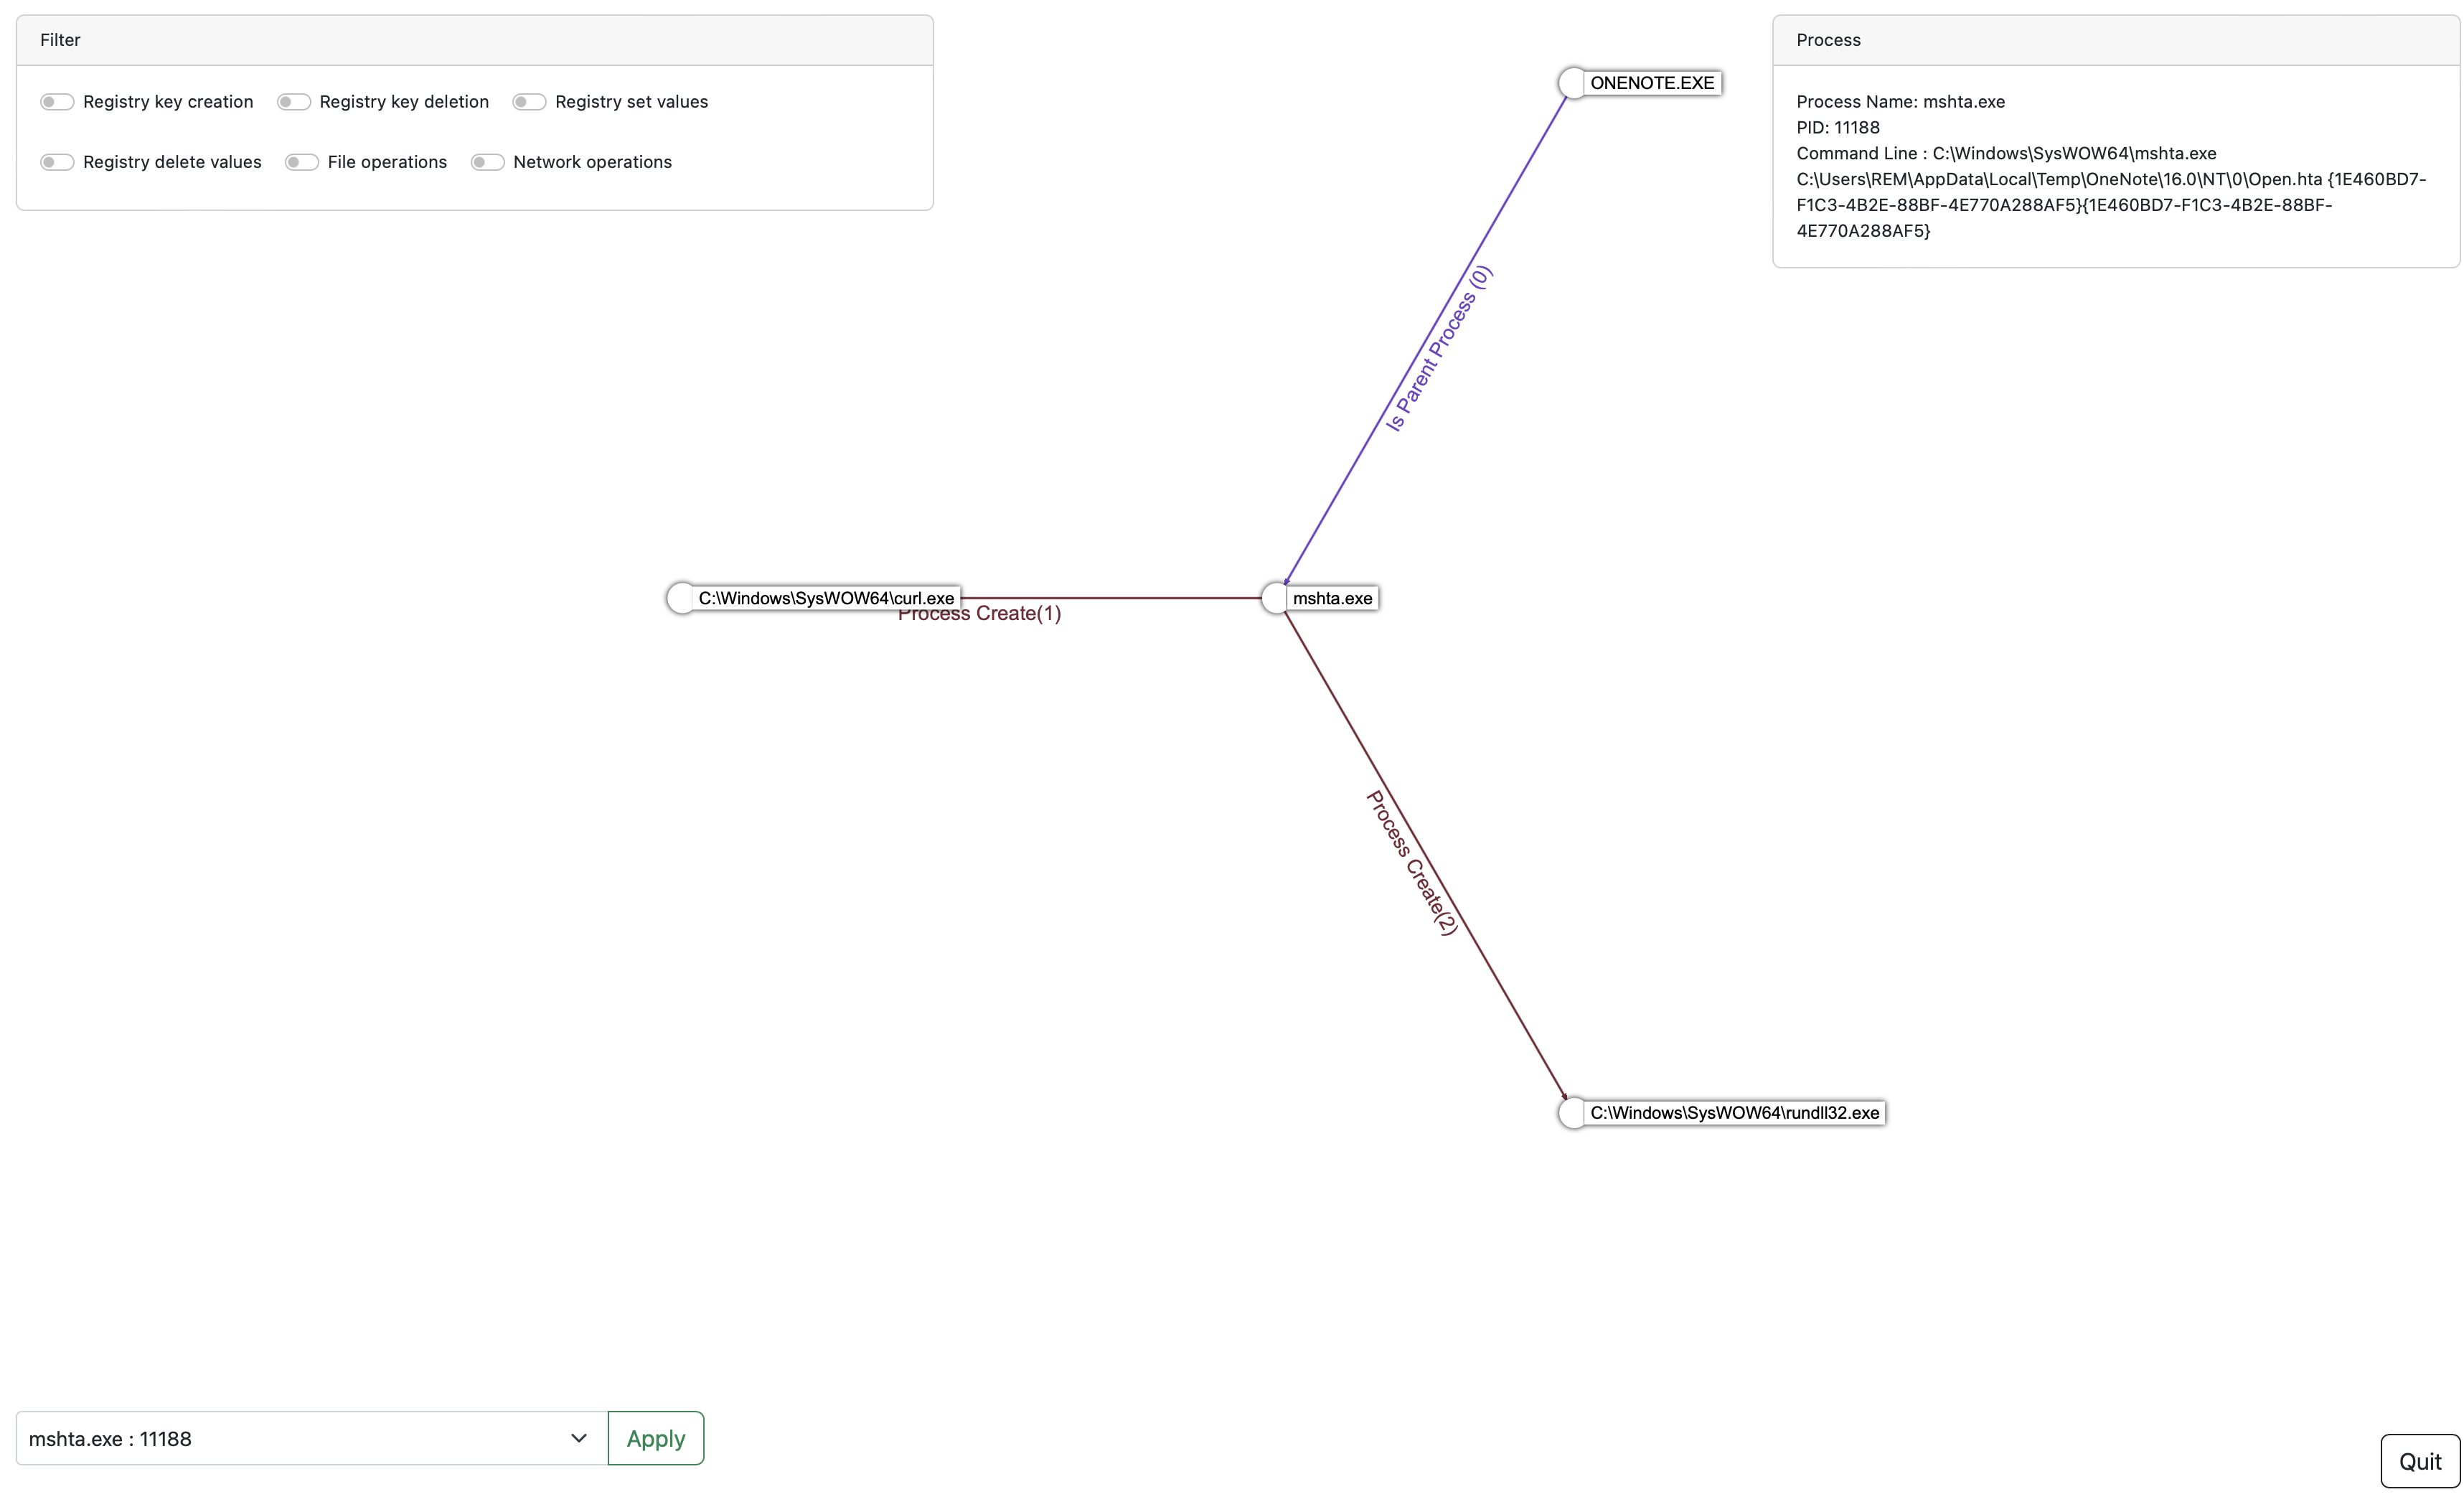 Filter
Registry key creation
Registry key deletion
Registry set values
Registry delete values
File operations
Network operations
ONENOTE.EXE
Process
Process Name: mshta.exe
PID: 11188
Command Line : C:\Windows\SysWOW64\mshta.exe
C:\Users\REM\AppData\Local\Temp\OneNote\16.0\NT\0\Open.hta {1E460BD7-
F1C3-4B2E-88BF-4E770A288AF5}{1E460BD7-F1C3-4B2E-88BF-
4E770A288AF5}
Is Parent Process (0)
C:\Windows\SysWOW64\curl.exe
Process Create(1)
mshta.exe
Process Create(2)
C:\Windows\SysWOW64\rundll32.exe
mshta.exe : 11188
Apply
Quit